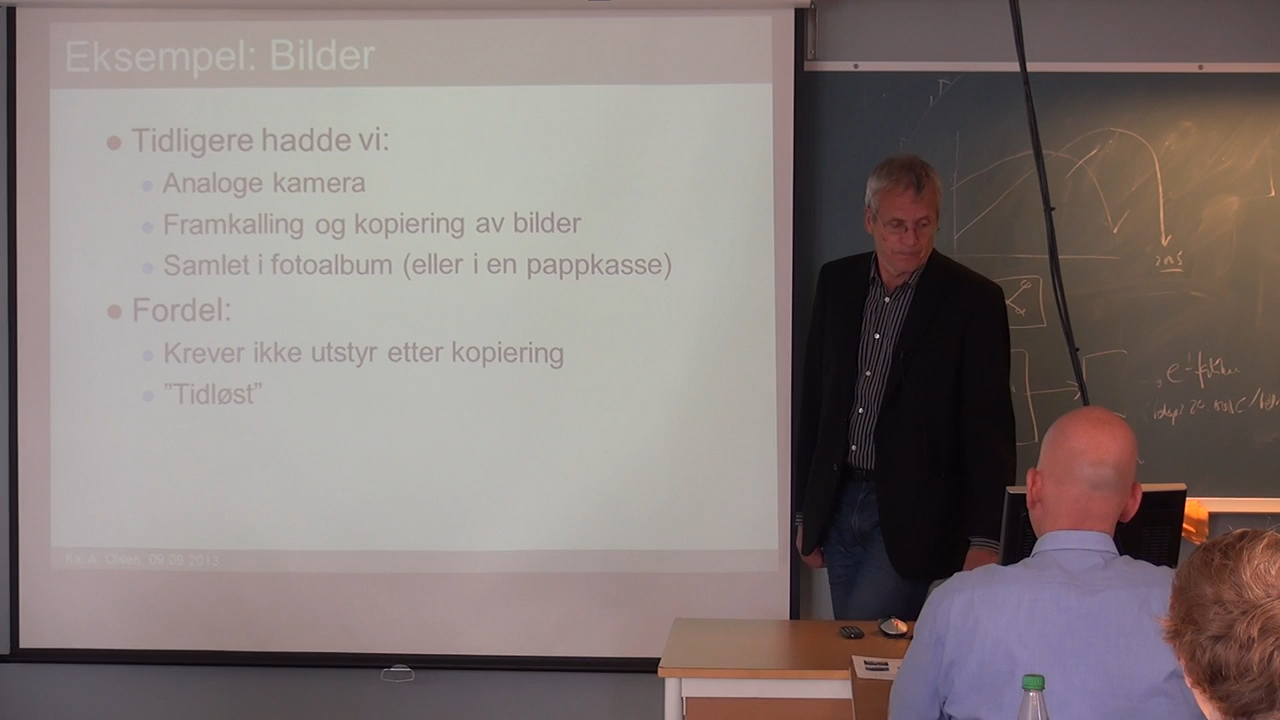 Eksempel: Bilder
Tidligere hadde vi:
Analoge kamera
Framkalling og kopiering av bilder
Samlet i fotoalbum (eller i en pappkasse)
Fordel:
Krever ikke utstyr etter kopiering
”Tidløst”
Kai A. Olsen, 09.09.2013